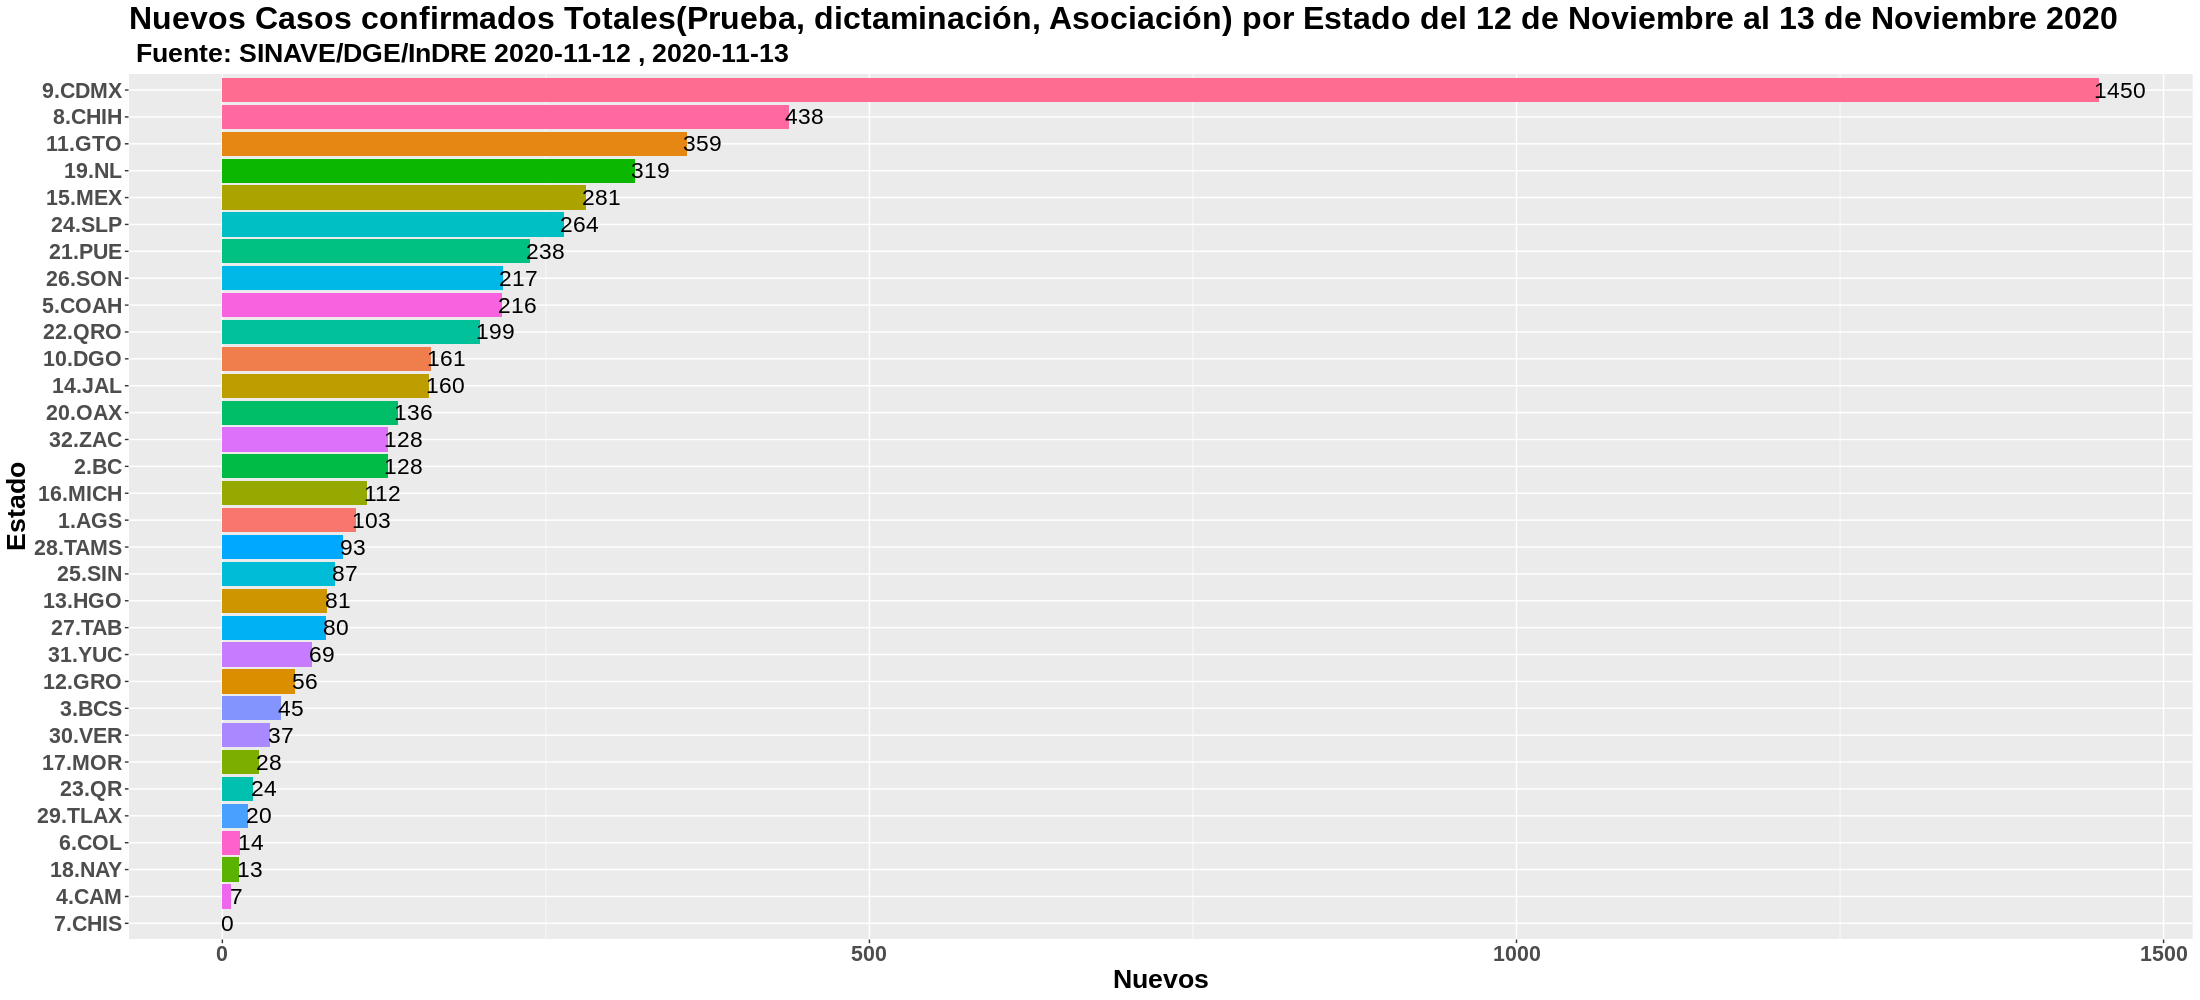 Nuevos Casos confirmados Totales(Prueba, dictaminación, Asociación) por Estado del 12 de Noviembre al 13 de Noviembre 2020
Fuente: SINAVE/DGE/InDRE 2020-11-12 , 2020-11-13
9.CDMX 1450
8.CHIH 438
11.GTO 359
19.NL 319
15.MEX 281
24.SLP 264
21.PUE 238
26.SON 217
5.COAH 216
22.QRO 199
10.DGO 161
14.JAL 160
20.OAX 136
32.ZAC 128
2.BC 128
16.MICH 112
1.AGS 103
28.TAMS 93
25.SIN 87
13.HGO 81
27.TAB 80
31.YUC 69
12.GRO 56
3.BCS 45
30.VER 37
17.MOR 28
23.QR 24
29.TLAX 20
6.COL 14
18.NAY 13
4.CAM 7
7.CHIS 0
Estado
0 500 1000 1500
Nuevos